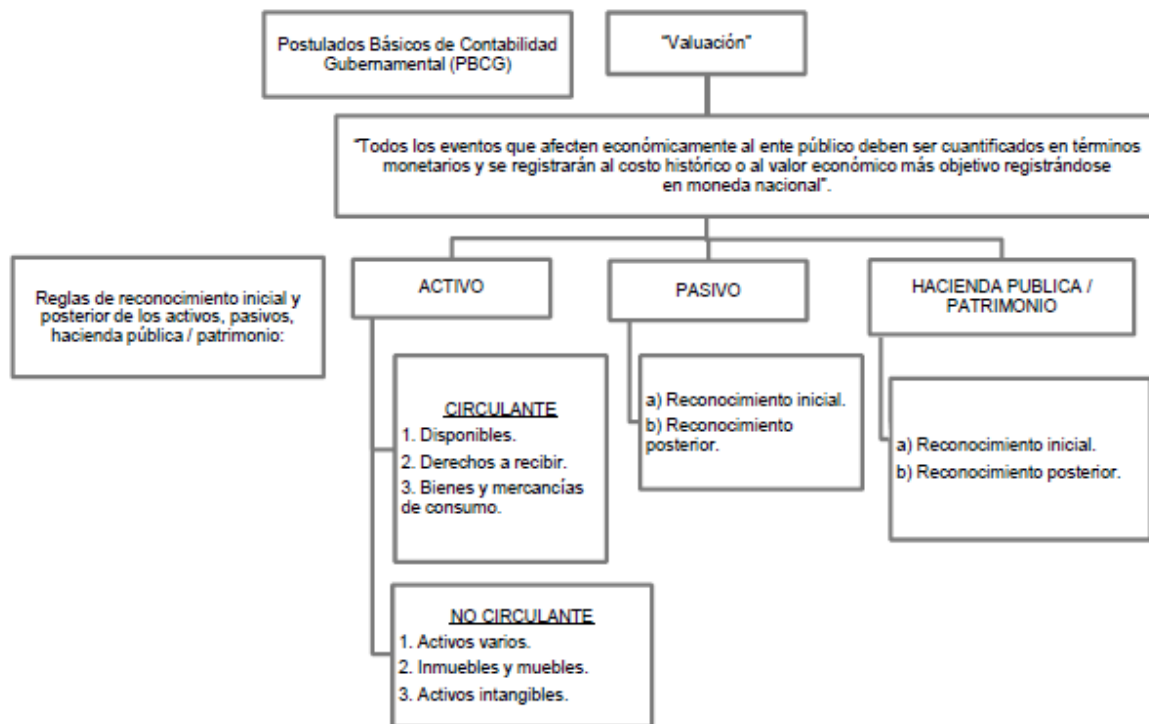 Postulados Básicos de Contabilidad
Gubernamental (PBCG)
"Valuación"
"Todos los eventos que afecten económicamente al ente público deben ser cuantificados en términos
monetarios y se registrarán al costo histórico o al valor económico más objetivo registrándose
en moneda nacional".
Reglas de reconocimiento inicial y
posterior de los activos, pasivos,
hacienda pública / patrimonio:
ACTIVO
PASIVO
HACIENDA PUBLICA /
PATRIMONIO
CIRCULANTE
1. Disponibles.
2. Derechos a recibir.
3. Bienes y mercancías
de consumo.
a) Reconocimiento inicial.
b) Reconocimiento
posterior.
a) Reconocimiento inicial.
b) Reconocimiento posterior.
NO CIRCULANTE
1. Activos varios.
2. Inmuebles y muebles.
3. Activos intangibles.